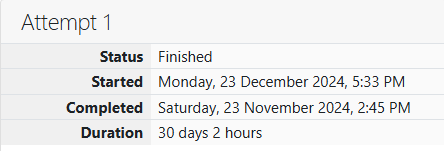 Attempt 1
Status Finished
Started Monday, 23 December 2024, 5:33 PM
Completed Saturday, 23 November 2024, 2:45 PM
Duration 30 days 2 hours